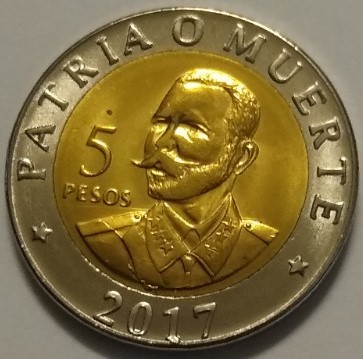 PATRIA O MUERTE
5
PESOS
2017